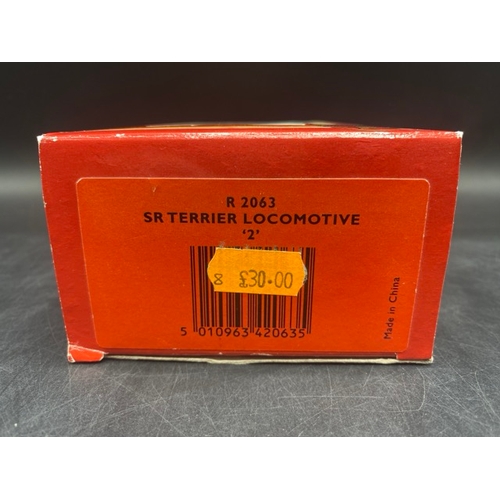 R 2063
SR TERRIER LOCOMOTIVE
'2'
8 £30.00
5 010963 420635
Made in China